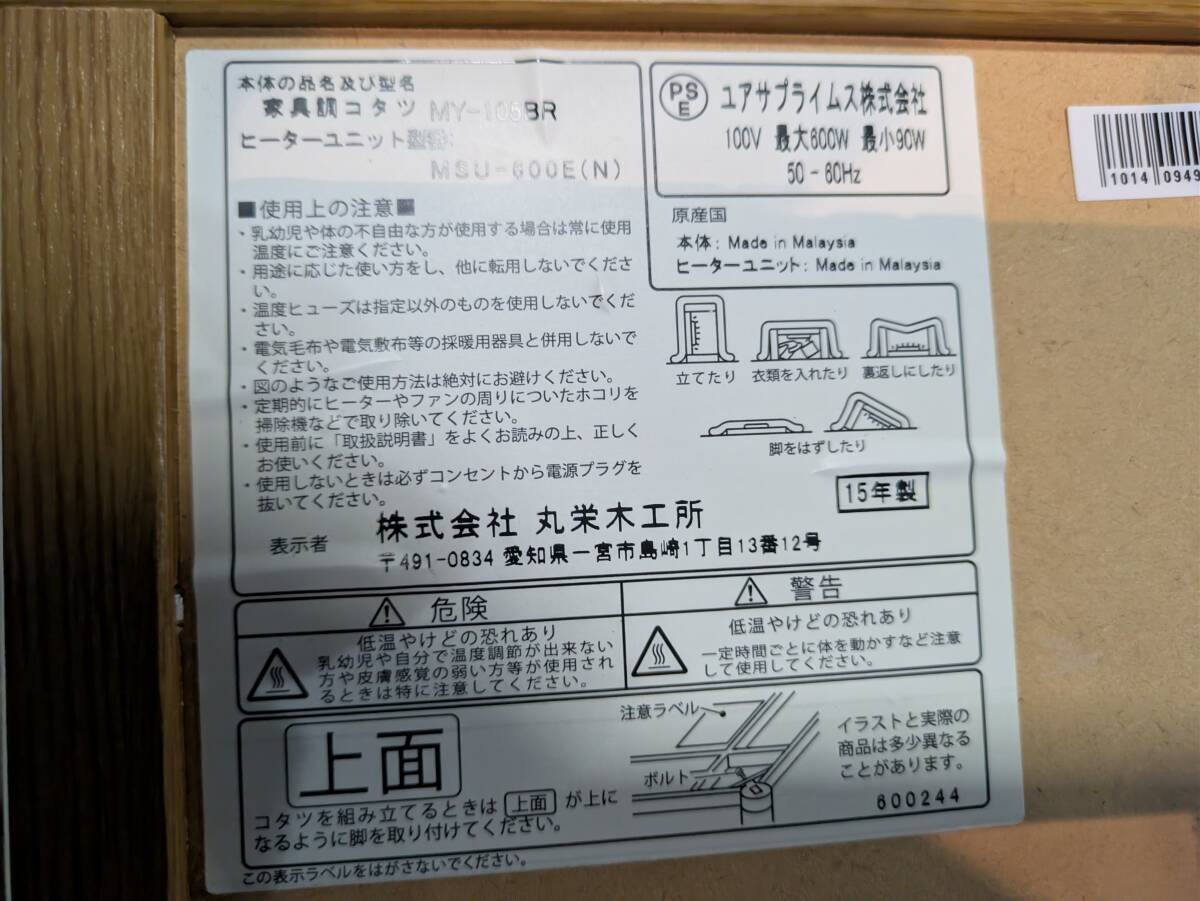 本体の品名及び型名
家具調コタツ MY-105BR
ヒーターユニット型番:
MSU-600E(N)
■使用上の注意■
・乳幼児や体の不自由な方が使用する場合は常に使用
温度にご注意ください。
・用途に応じた使い方をし、他に転用しないでくださ
い。
・温度ヒューズは指定以外のものを使用しないでくだ
さい。
・電気毛布や電気敷布等の採暖用器具と併用しないで
ください。
・図のようなご使用方法は絶対にお避けください。
・定期的にヒーターやファンの周りについたホコリを
掃除機などで取り除いてください。
・使用前に「取扱説明書」をよくお読みの上、正しく
お使いください。
・使用しないときは必ずコンセントから電源プラグを
抜いてください。
PS
E
ユアサプライムス株式会社
100V 最大600W 最小90W
50-60Hz
原産国
本体: Made in Malaysia
ヒーターユニット: Made in Malaysia
立てたり 衣類を入れたり 裏返しにしたり
脚をはずしたり
15年製
表示者 株式会社 丸栄木工所
〒491-0834 愛知県一宮市島崎1丁目13番12号
危険
低温やけどの恐れあり
乳幼児や自分で温度調節が出来ない
方や皮膚感覚の弱い方等が使用され
るときは特に注意してください。
警告
低温やけどの恐れあり
一定時間ごとに体を動かすなど注意
して使用してください。
上面
コタツを組み立てるときは 上面 が上に
なるように脚を取り付けてください。
注意ラベル
ボルト
イラストと実際の
商品は多少異なる
ことがあります。
600244
この表示ラベルをはがさないでください。
1014 0949